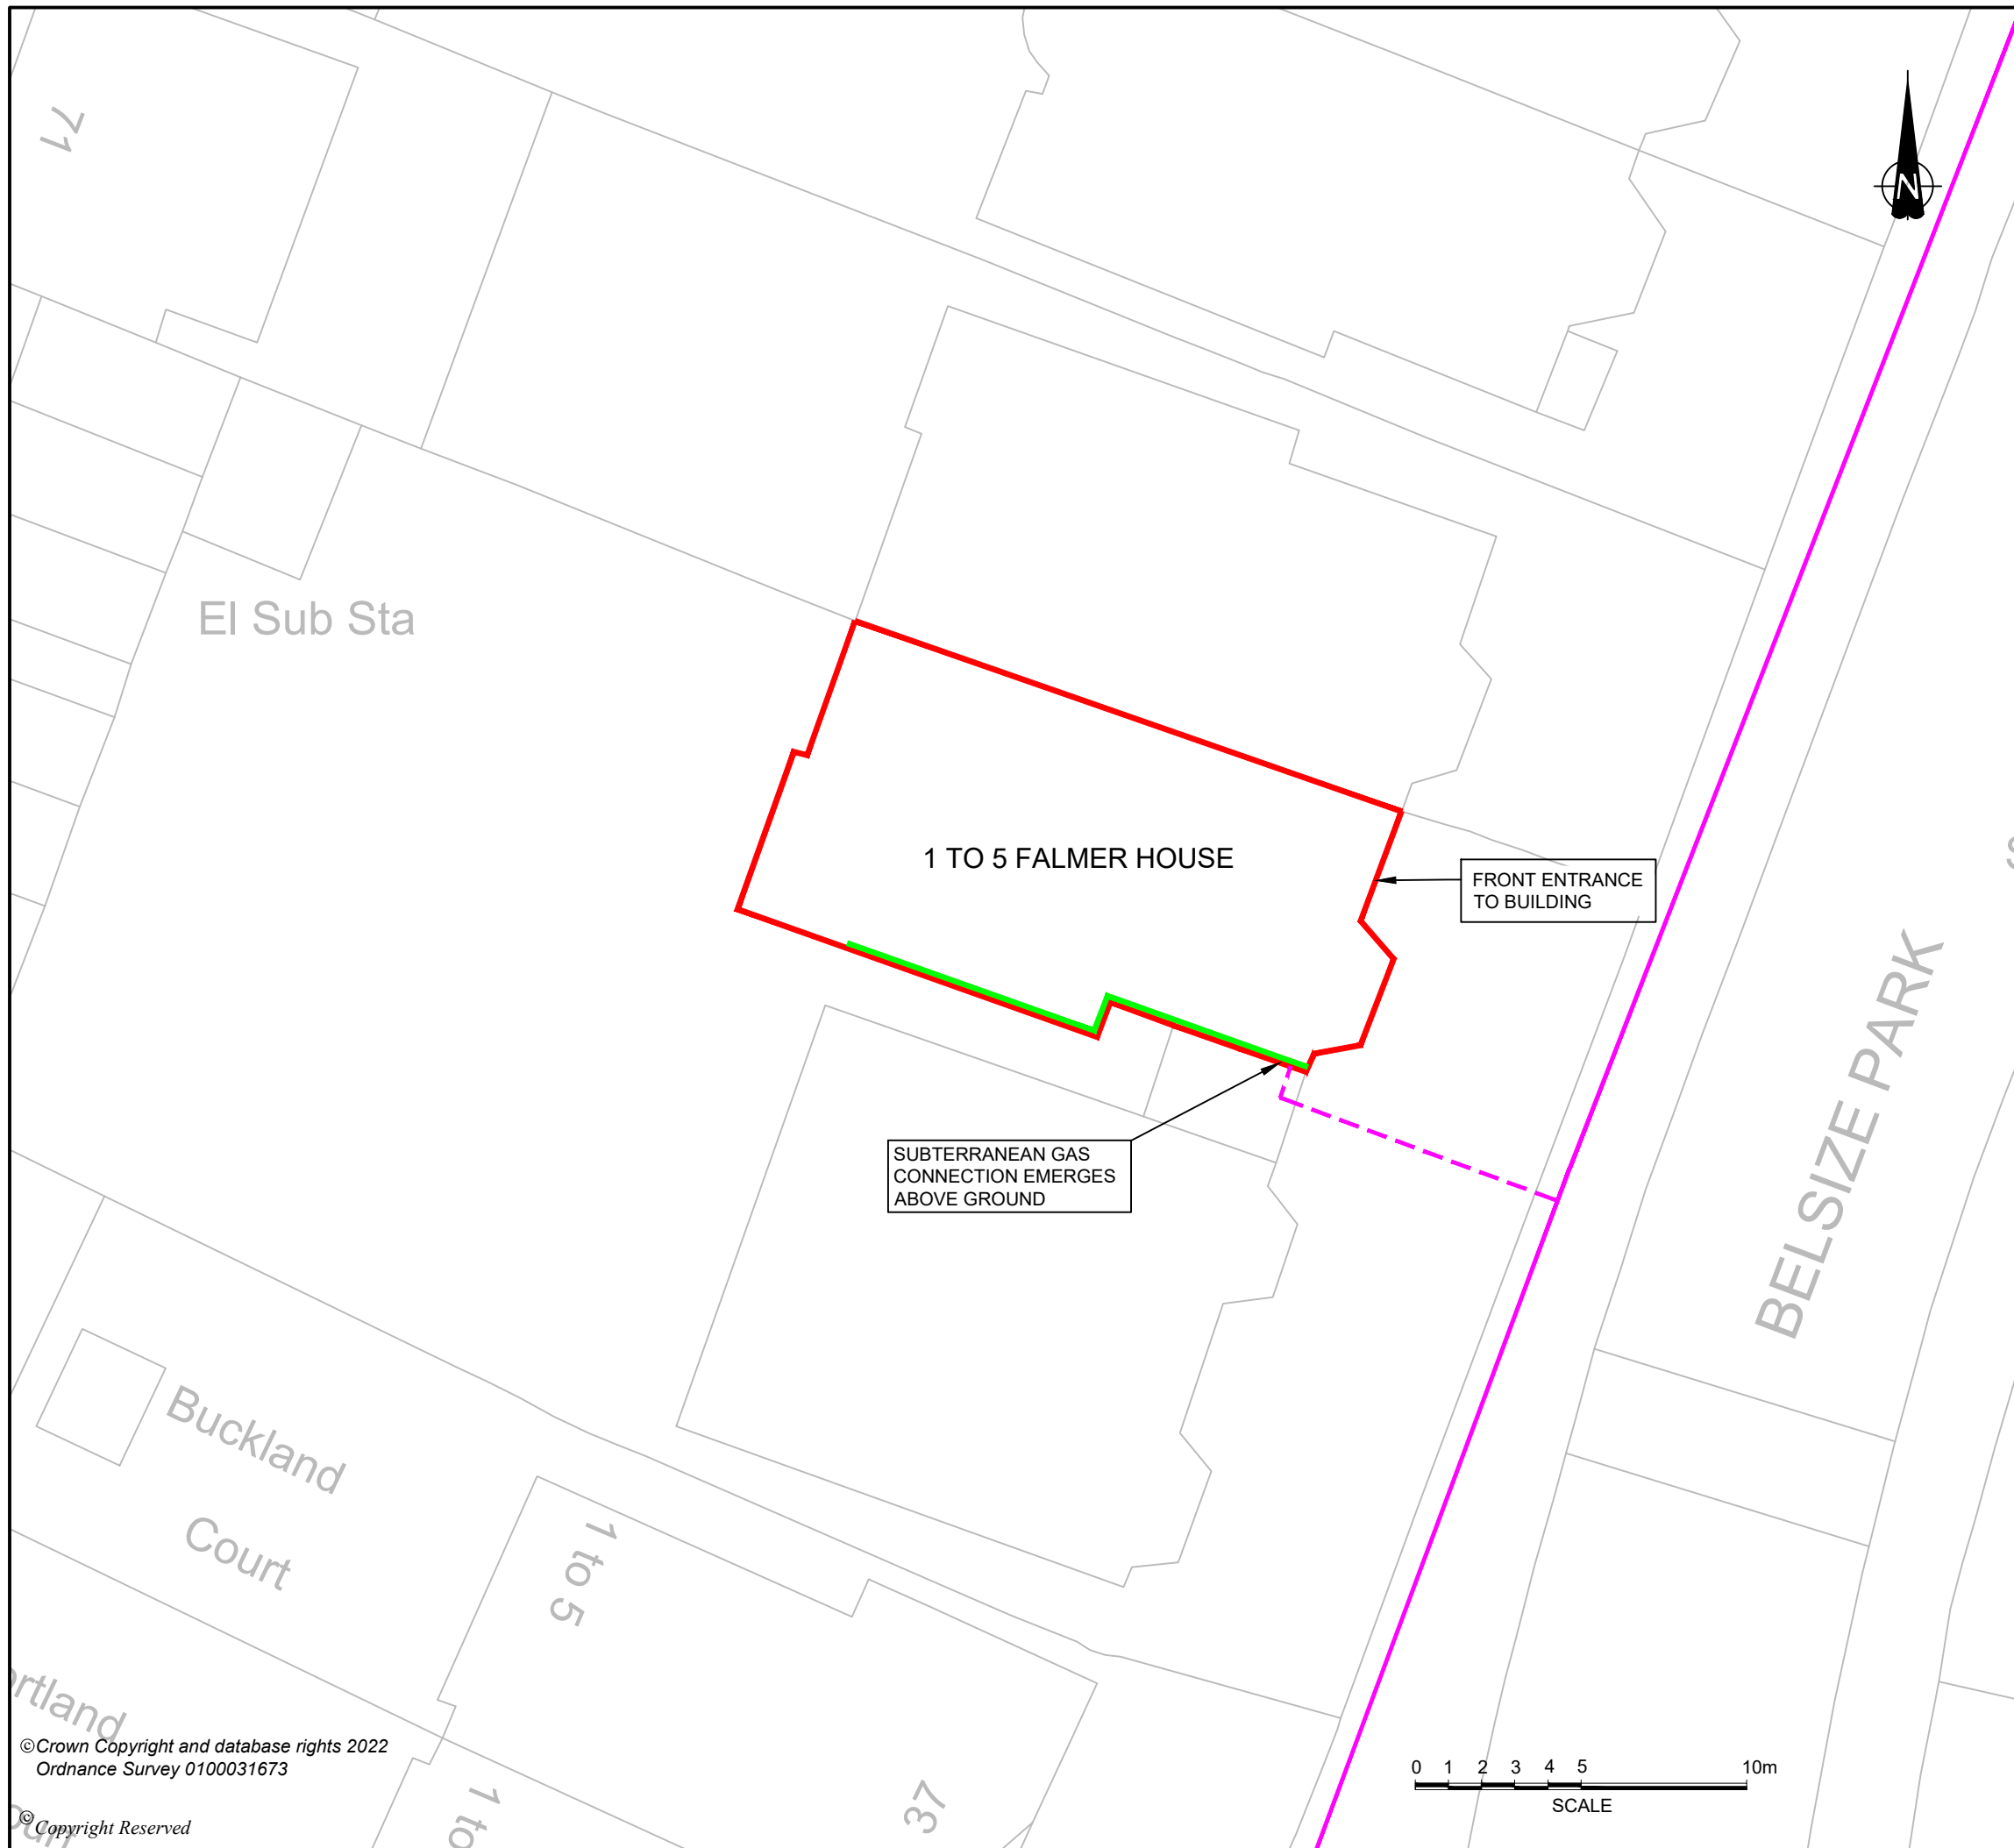 71
N
El Sub Sta
1 TO 5 FALMER HOUSE
FRONT ENTRANCE
TO BUILDING
BELSIZE PARK
SUBTERRANEAN GAS
CONNECTION EMERGES
ABOVE GROUND
Buckland
Court
1 to 5
rtland
©Crown Copyright and database rights 2022
Ordnance Survey 0100031673
© Copyright Reserved
1 to
37
0 1 2 3 4 5 10m
SCALE